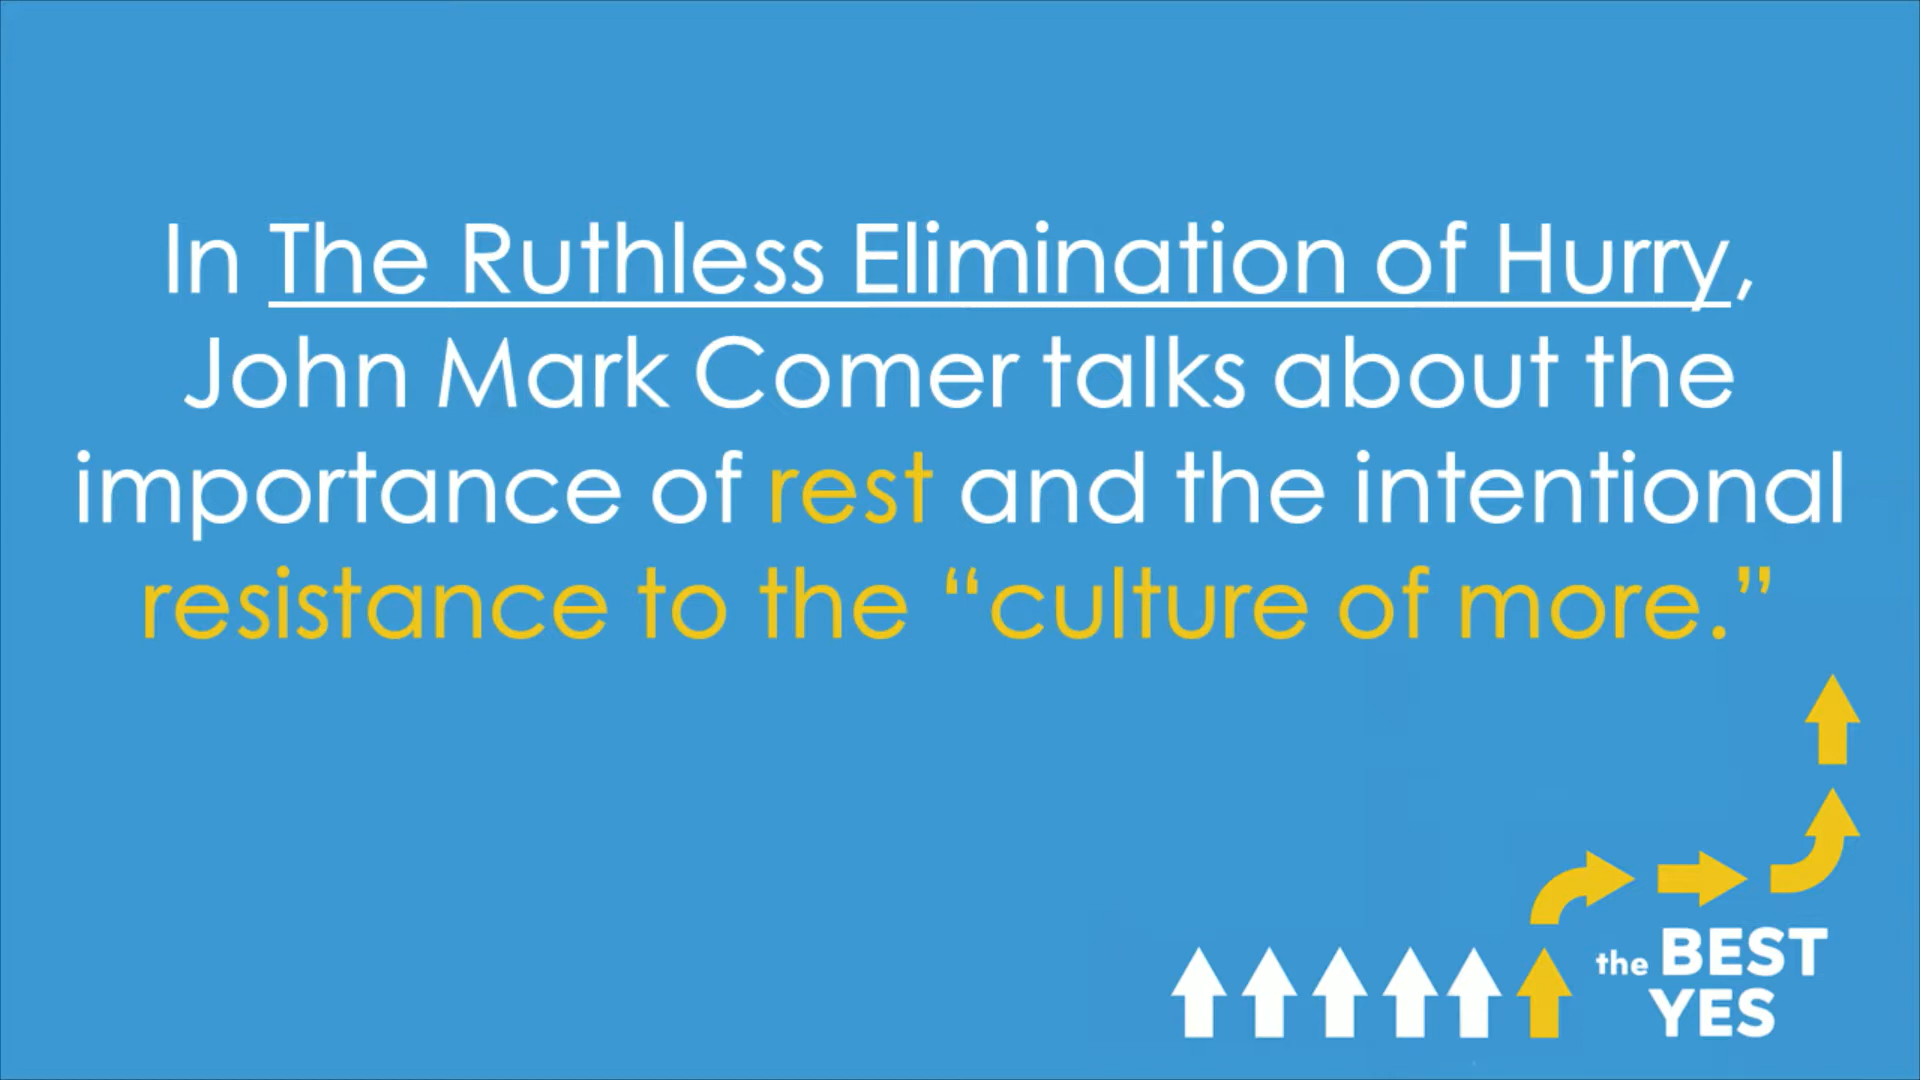 In The Ruthless Elimination of Hurry,
John Mark Comer talks about the
importance of rest and the intentional
resistance to the “culture of more.”
the BEST
YES